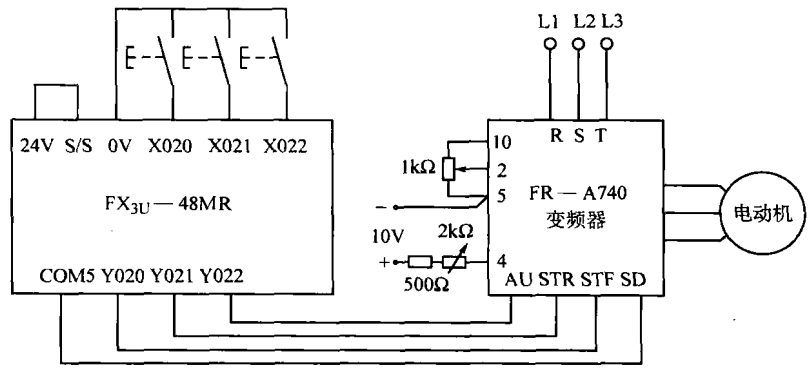 L1 L2 L3
24V S/S 0V X020 X021 X022
FX3U—48MR
COM5 Y020 Y021 Y022
R S T
10
1kΩ
2
5
FR—A740
变频器
电动机
−
10V
2kΩ
+
500Ω
4
AU STR STF SD